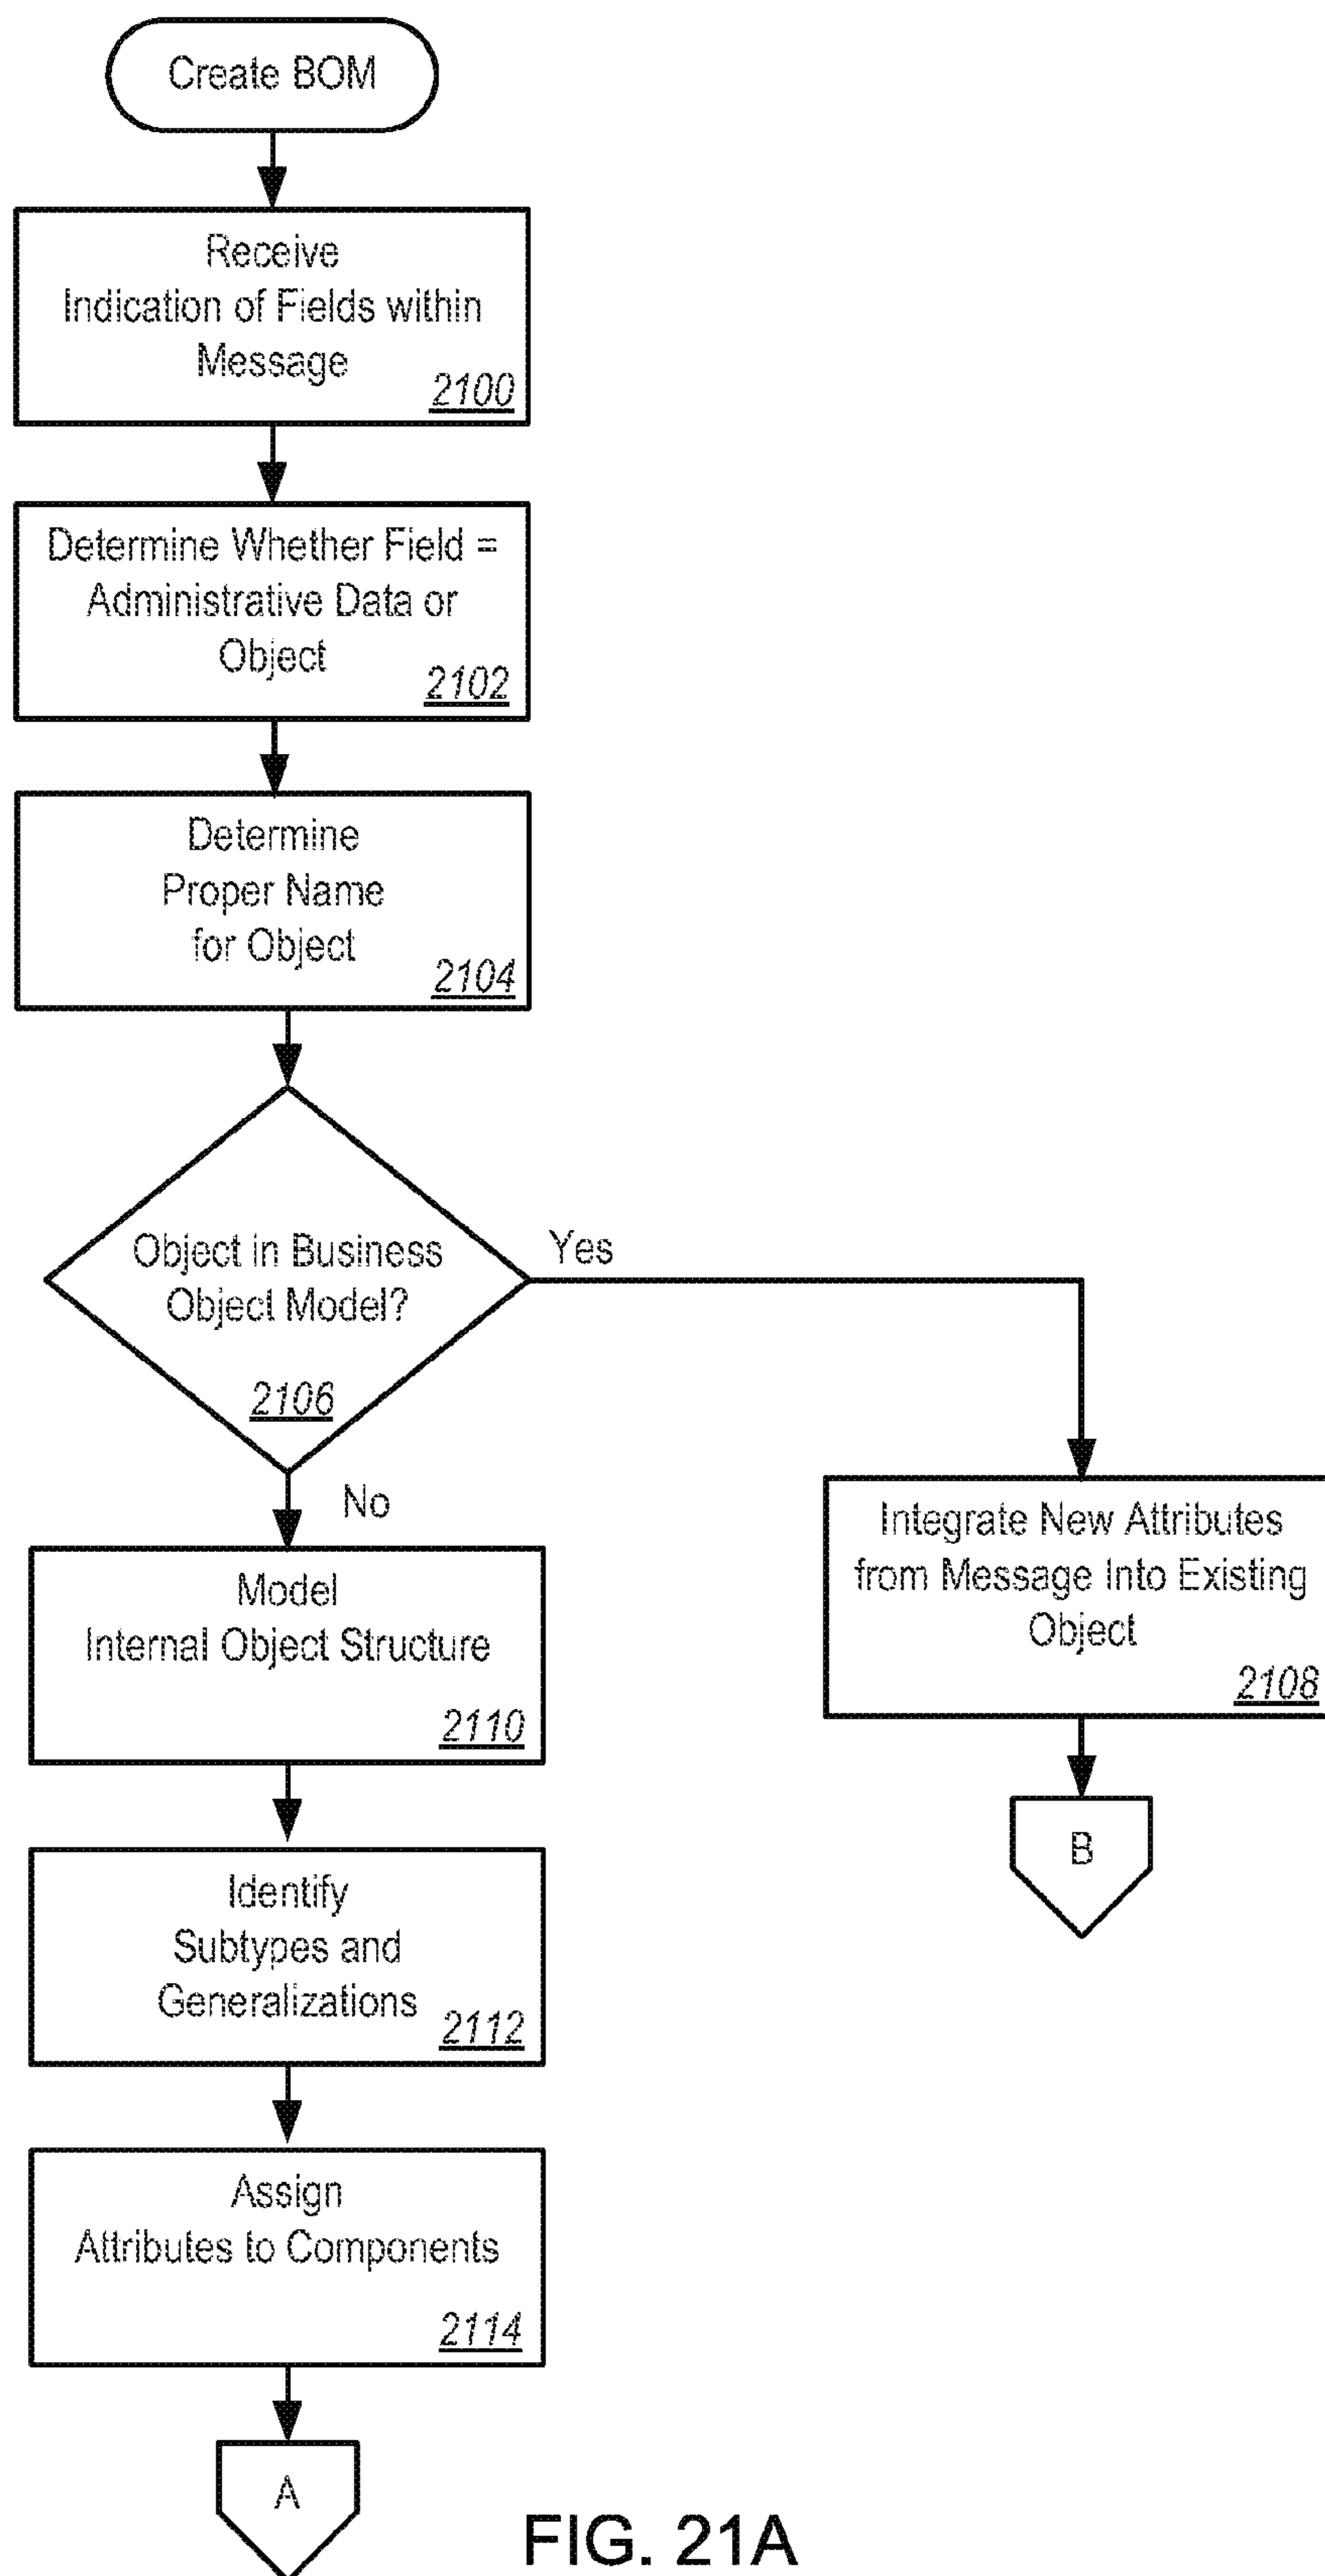 Create BOM
Receive
Indication of Fields within
Message
2100
Determine Whether Field =
Administrative Data or
Object
2102
Determine
Proper Name
for Object
2104
Object in Business
Object Model?
2106
Yes
No
Integrate New Attributes
from Message Into Existing
Object
2108
B
Model
Internal Object Structure
2110
Identify
Subtypes and
Generalizations
2112
Assign
Attributes to Components
2114
A
FIG. 21A